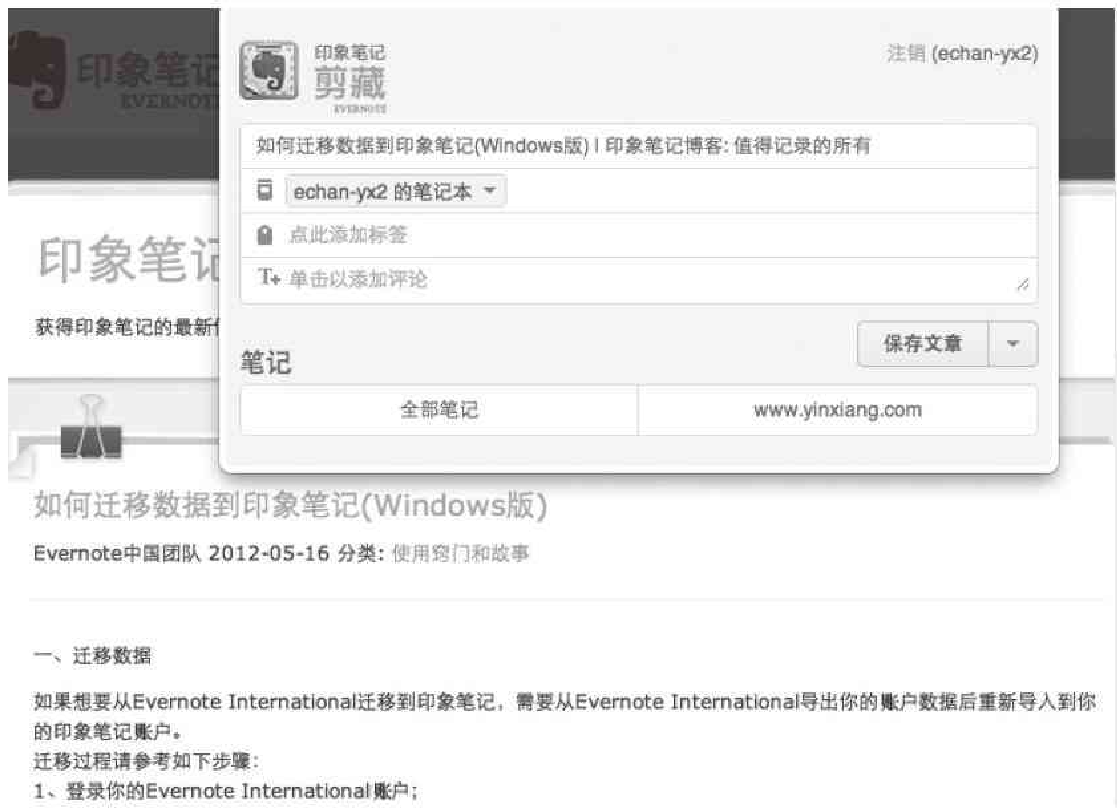 印象笔记
EVERNOTE
印象笔记
剪藏
EVERNOTE
注销 (echan-yx2)
如何迁移数据到印象笔记(Windows版) | 印象笔记博客: 值得记录的所有
echan-yx2 的笔记本
点此添加标签
T+ 单击以添加评论
保存文章
笔记
全部笔记
www.yinxiang.com
印象笔记
获得印象笔记的最新
如何迁移数据到印象笔记(Windows版)
Evernote中国团队 2012-05-16 分类: 使用窍门和故事
一、迁移数据
如果想要从Evernote International迁移到印象笔记，需要从Evernote International导出你的账户数据后重新导入到你
的印象笔记账户。
迁移过程请参考如下步骤：
1、登录你的Evernote International账户；